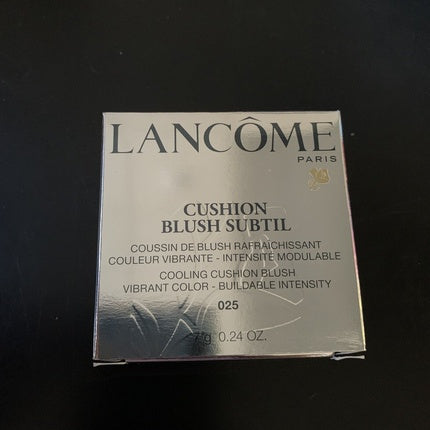 LANCÔME
PARIS
CUSHION
BLUSH SUBTIL
COUSSIN DE BLUSH RAFRAÎCHISSANT
COULEUR VIBRANTE - INTENSITÉ MODULABLE
COOLING CUSHION BLUSH
VIBRANT COLOR - BUILDABLE INTENSITY
025
7 g 0.24 OZ.